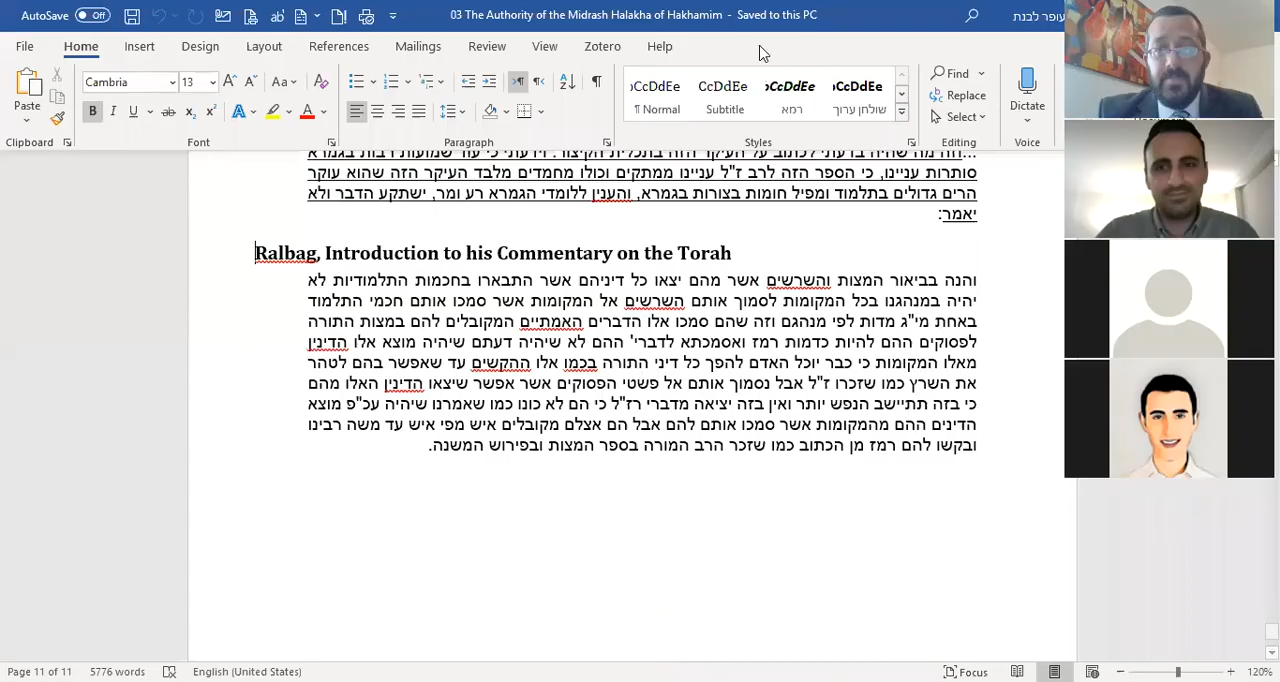 AutoSave Off
03 The Authority of the Midrash Halakha of Hakhamim - Saved to this PC
עופר לבנת
File Home Insert Design Layout References Mailings Review View Zotero Help
Paste
Clipboard
Cambria 13
Font
Paragraph
AaBbCcDdEe
¶ Normal
Subtitle
רמא
שולחן ערוך
Styles
Find
Replace
Select
Editing
Dictate
Voice
סותרות עניינו, כי הספר הזה לרב ז"ל עניינו ממתקים וכולו מחמדים מלבד העיקר הזה שהוא עוקר
הרים גדולים בתלמוד ומפיל חומות בצורות בגמרא, והענין ללומדי הגמרא רע ומר, ישתקע הדבר ולא
יאמר:
Ralbag, Introduction to his Commentary on the Torah
והנה בביאור המצות והשרשים אשר מהם יצאו כל דיניהם אשר התבארו בחכמות התלמודיות לא
יהיה במנהגנו בכל המקומות לסמוך אותם השרשים אל המקומות אשר סמכו אותם חכמי התלמוד
באחת מי"ג מדות לפי מנהגם וזה שהם סמכו אלו הדברים האמתיים המקובלים להם במצות התורה
לפסוקים ההם להיות כדמות רמז ואסמכתא לדברי' ההם לא שיהיה דעתם שיהיה מוצא אלו הדינין
מאלו המקומות כי כבר יוכל האדם להפך כל דיני התורה בכמו אלו ההקשים עד שאפשר בהם לטהר
את השרץ כמו שזכרו ז"ל אבל נסמוך אותם אל פשטי הפסוקים אשר אפשר שיצאו הדינין האלו מהם
כי בזה תתיישב הנפש יותר ואין בזה יציאה מדברי רז"ל כי הם לא כונו כמו שאמרנו שיהיה עכ"פ מוצא
הדינים ההם מהמקומות אשר סמכו אותם להם אבל הם אצלם מקובלים איש מפי איש עד משה רבינו
ובקשו להם רמז מן הכתוב כמו שזכר הרב המורה בספר המצות ובפירוש המשנה.
Page 11 of 11 5776 words English (United States) Focus 120%